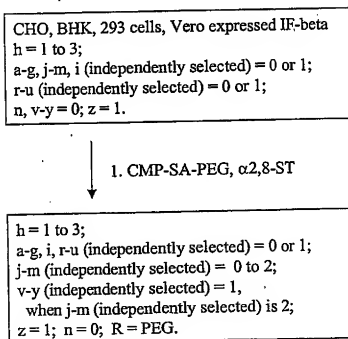 CHO, BHK, 293 cells, Vero expressed IF-beta
h = 1 to 3;
a-g, j-m, i (independently selected) = 0 or 1;
r-u (independently selected) = 0 or 1;
n, v-y = 0; z = 1.
1. CMP-SA-PEG, α2,8-ST
h = 1 to 3;
a-g, i, r-u (independently selected) = 0 or 1;
j-m (independently selected) = 0 to 2;
v-y (independently selected) = 1,
when j-m (independently selected) is 2;
z = 1; n = 0; R = PEG.